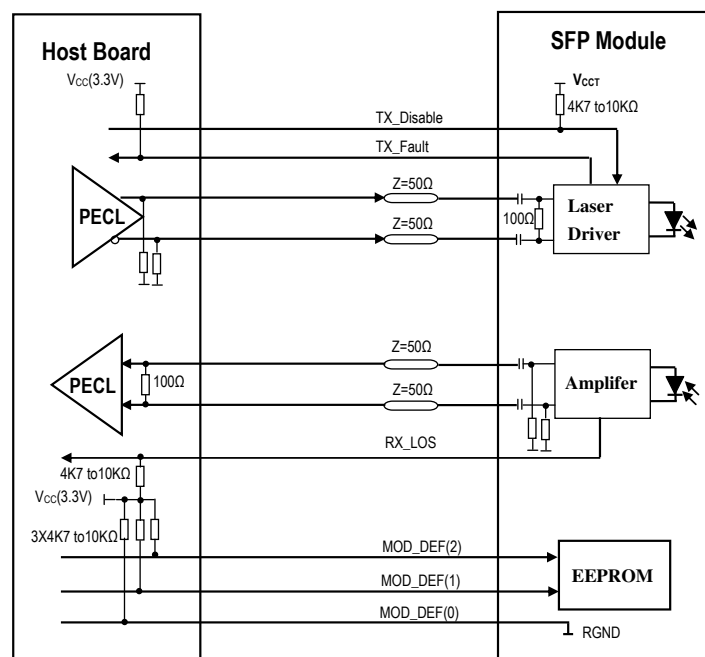 Host Board
SFP Module
VCC(3.3V)
VCCT
4K7 to10KΩ
TX_Disable
TX_Fault
PECL
Z=50Ω
Z=50Ω
100Ω
Laser
Driver
PECL
100Ω
Z=50Ω
Z=50Ω
Amplifer
RX_LOS
4K7 to10KΩ
VCC(3.3V)
3X4K7 to10KΩ
MOD_DEF(2)
MOD_DEF(1)
EEPROM
MOD_DEF(0)
RGND